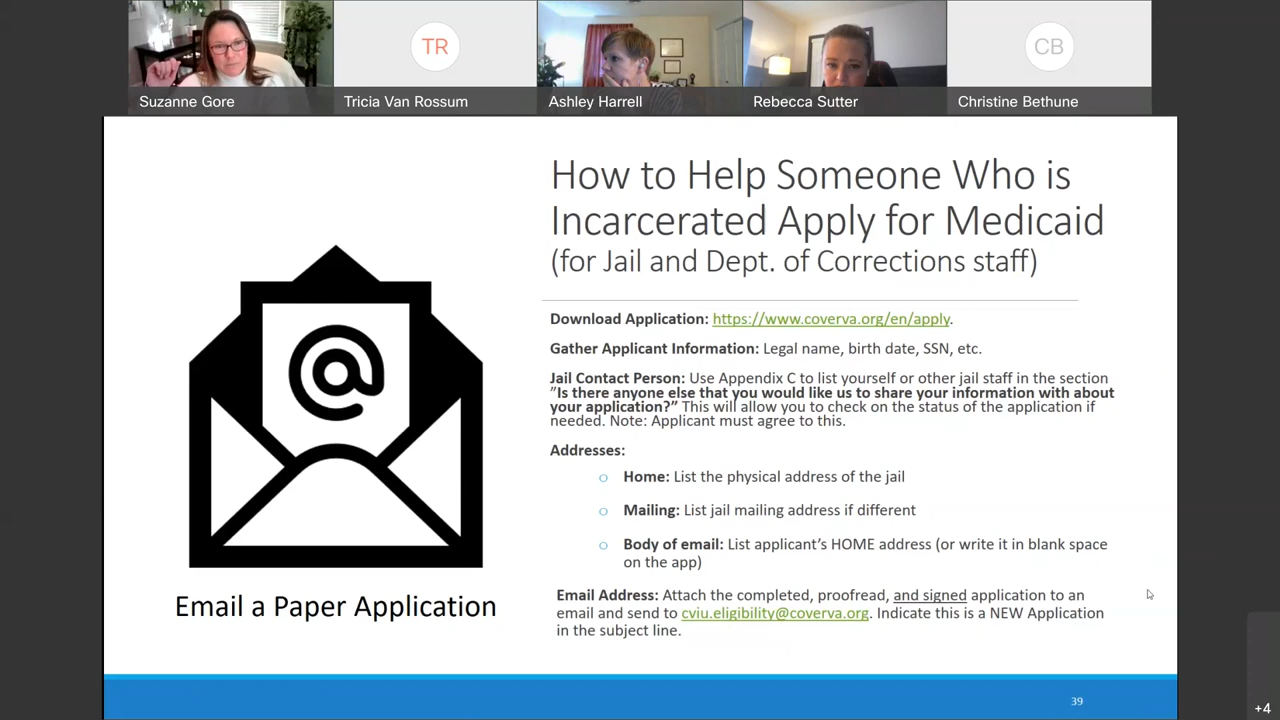 Suzanne Gore
TR
Tricia Van Rossum
Ashley Harrell
Rebecca Sutter
CB
Christine Bethune
How to Help Someone Who is
Incarcerated Apply for Medicaid
(for Jail and Dept. of Corrections staff)
Download Application: https://www.coverva.org/en/apply.
Gather Applicant Information: Legal name, birth date, SSN, etc.
Jail Contact Person: Use Appendix C to list yourself or other jail staff in the section
”Is there anyone else that you would like us to share your information with about
your application?” This will allow you to check on the status of the application if
needed. Note: Applicant must agree to this.
Addresses:
o Home: List the physical address of the jail
o Mailing: List jail mailing address if different
o Body of email: List applicant’s HOME address (or write it in blank space
on the app)
Email Address: Attach the completed, proofread, and signed application to an
email and send to cviu.eligibility@coverva.org. Indicate this is a NEW Application
in the subject line.
@
Email a Paper Application
39
+4